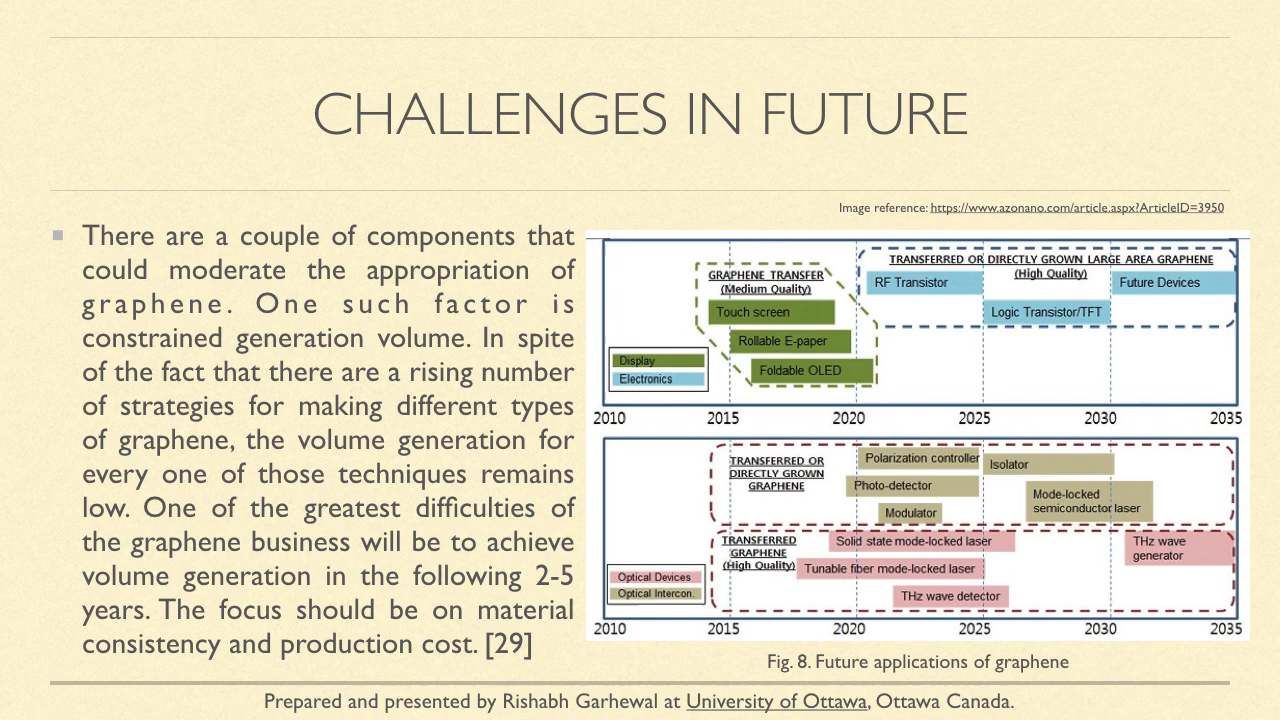 CHALLENGES IN FUTURE
Image reference: https://www.azonano.com/article.aspx?ArticleID=3950
There are a couple of components that
could moderate the appropriation of
graphene. One such factor is
constrained generation volume. In spite
of the fact that there are a rising number
of strategies for making different types
of graphene, the volume generation for
every one of those techniques remains
low. One of the greatest difficulties of
the graphene business will be to achieve
volume generation in the following 2-5
years. The focus should be on material
consistency and production cost. [29]
GRAPHENE TRANSFER
(Medium Quality)
Touch screen
Rollable E-paper
Foldable OLED
TRANSFERRED OR DIRECTLY GROWN LARGE AREA GRAPHENE
(High Quality)
RF Transistor
Future Devices
Logic Transistor/TFT
Display
Electronics
2010 2015 2020 2025 2030 2035
TRANSFERRED OR
DIRECTLY GROWN
GRAPHENE
Polarization controller
Isolator
Photo-detector
Mode-locked
semiconductor laser
Modulator
TRANSFERRED
GRAPHENE
(High Quality)
Solid state mode-locked laser
THz wave
generator
Tunable fiber mode-locked laser
THz wave detector
Optical Devices
Optical Intercon.
2010 2015 2020 2025 2030 2035
Fig. 8. Future applications of graphene
Prepared and presented by Rishabh Garhewal at University of Ottawa, Ottawa Canada.